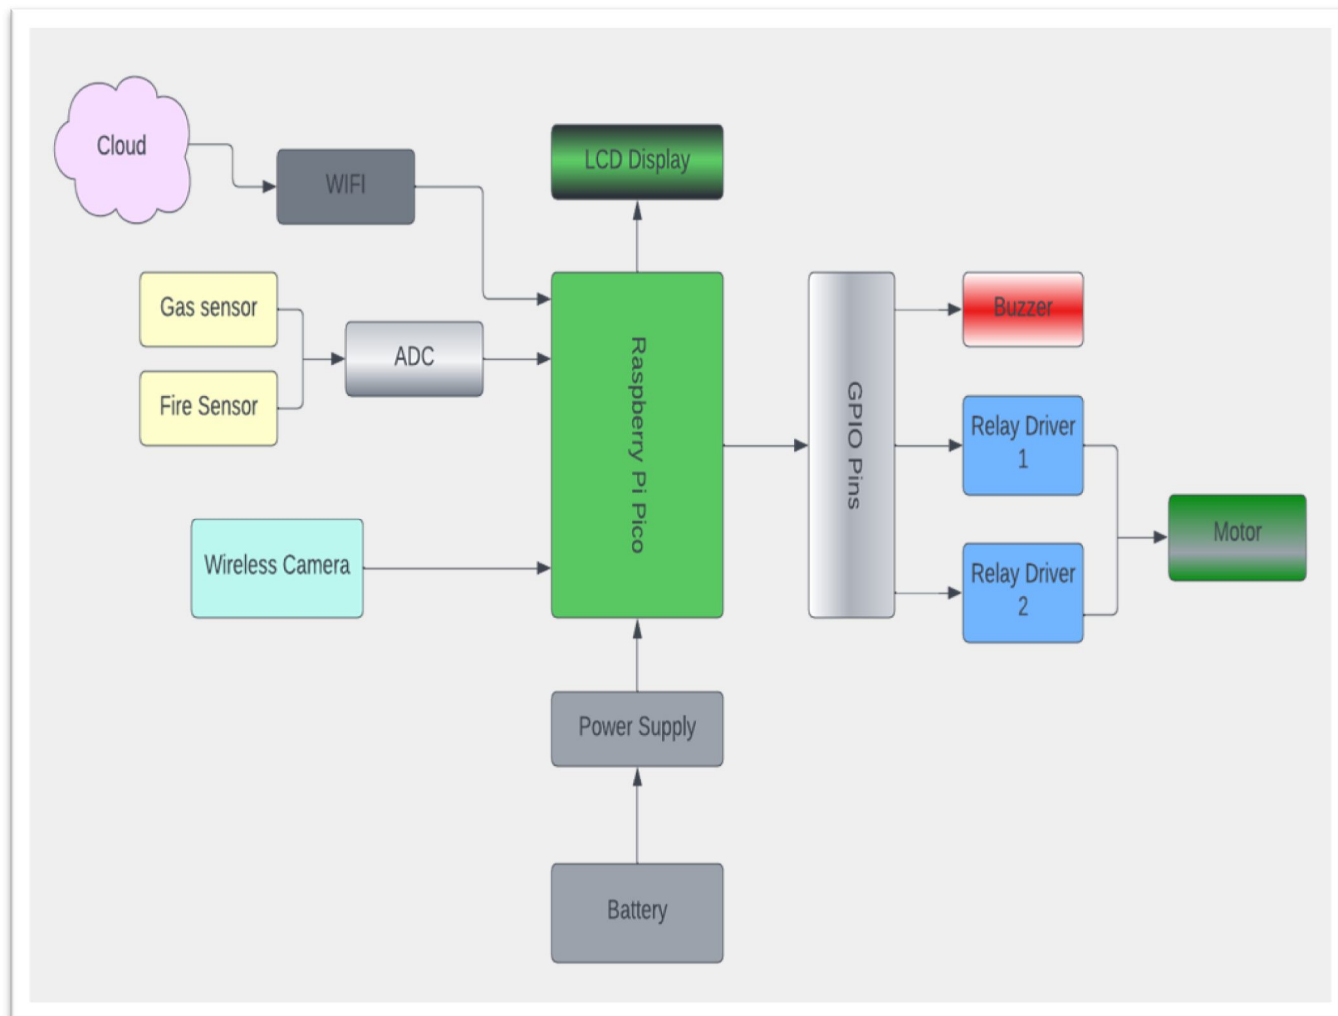 Cloud
WIFI
LCD Display
Gas sensor
Fire Sensor
ADC
Raspberry Pi Pico
GPIO Pins
Buzzer
Relay Driver
1
Relay Driver
2
Motor
Wireless Camera
Power Supply
Battery